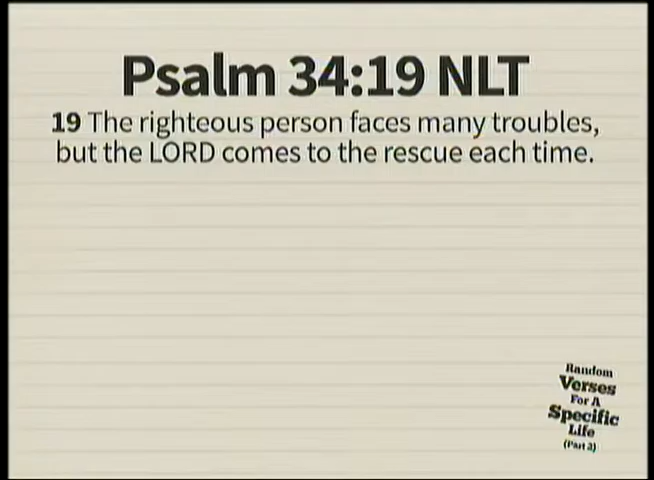 Psalm 34:19 NLT
19 The righteous person faces many troubles,
but the LORD comes to the rescue each time.
Random
Verses
For A
Specific
Life
(Part 2)